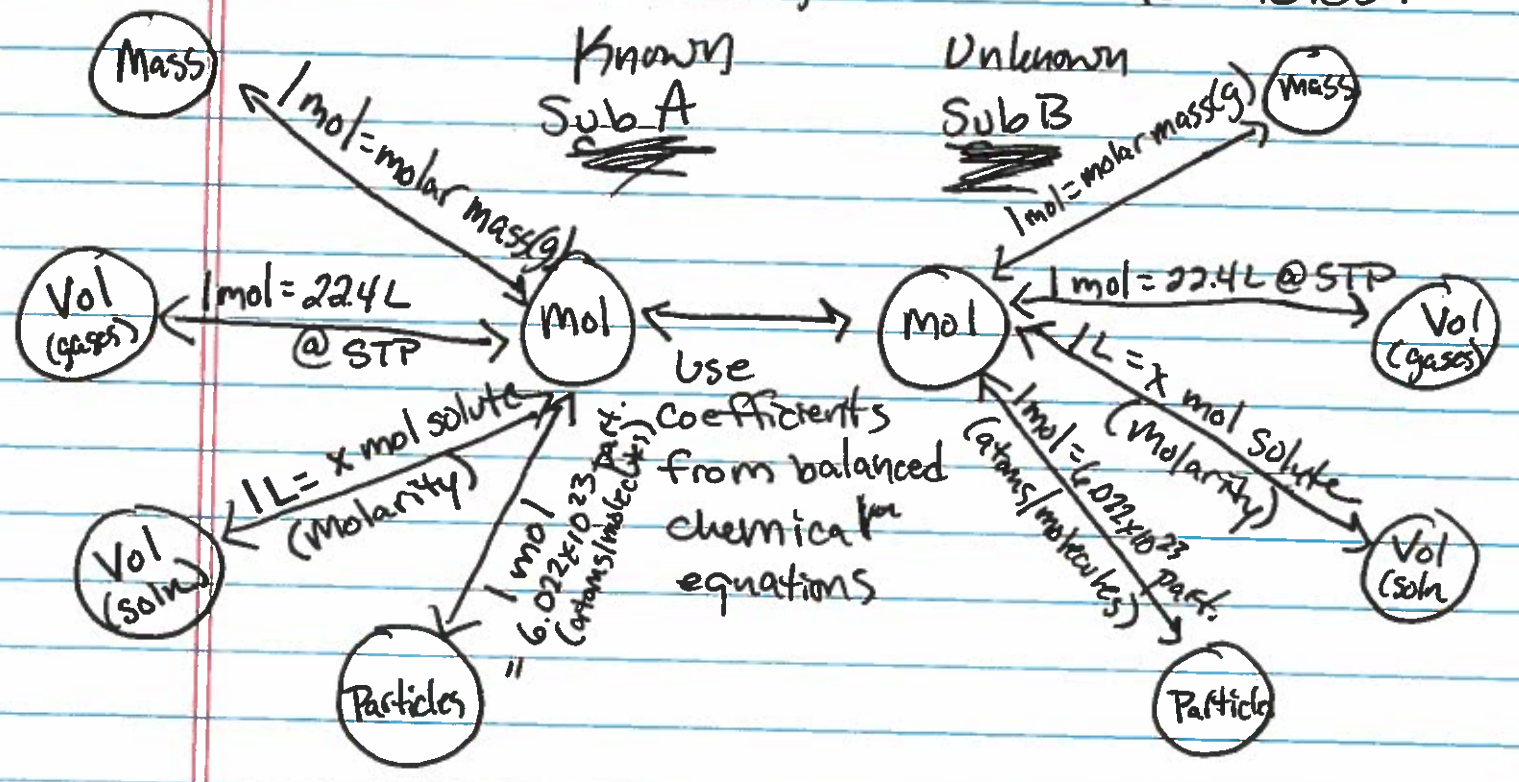 Known
Sub A
Unknown
Sub B
Mass
1 mol = molar mass(g)
Vol
(gases)
1 mol = 22.4 L
@ STP
Mol
1 L = x mol solute
(Molarity)
Vol
(soln)
1 mol
= 6.022x10 23 part.
(atoms/molecules)
Particles
Use
coefficients
from balanced
chemical
equations
mass
1 mol = molar mass(g)
Mol
1 mol = 22.4 L @ STP
Vol
(gases)
1 L = x mol solute
(Molarity)
Vol
(soln
1 mol = 6.022x10 23 part.
(atoms/molecules)
Particle